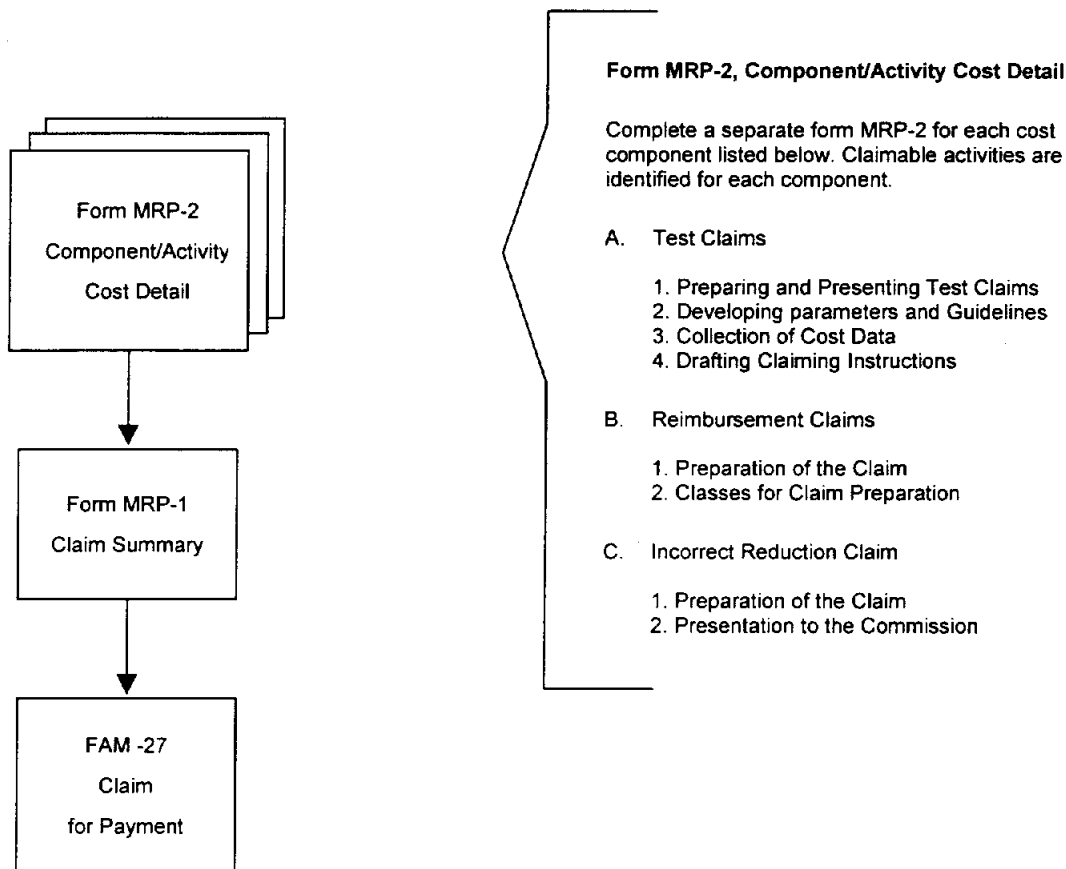 Form MRP-2
Component/Activity
Cost Detail
Form MRP-1
Claim Summary
FAM -27
Claim
for Payment
Form MRP-2, Component/Activity Cost Detail
Complete a separate form MRP-2 for each cost
component listed below. Claimable activities are
identified for each component.
A. Test Claims
1. Preparing and Presenting Test Claims
2. Developing parameters and Guidelines
3. Collection of Cost Data
4. Drafting Claiming Instructions
B. Reimbursement Claims
1. Preparation of the Claim
2. Classes for Claim Preparation
C. Incorrect Reduction Claim
1. Preparation of the Claim
2. Presentation to the Commission